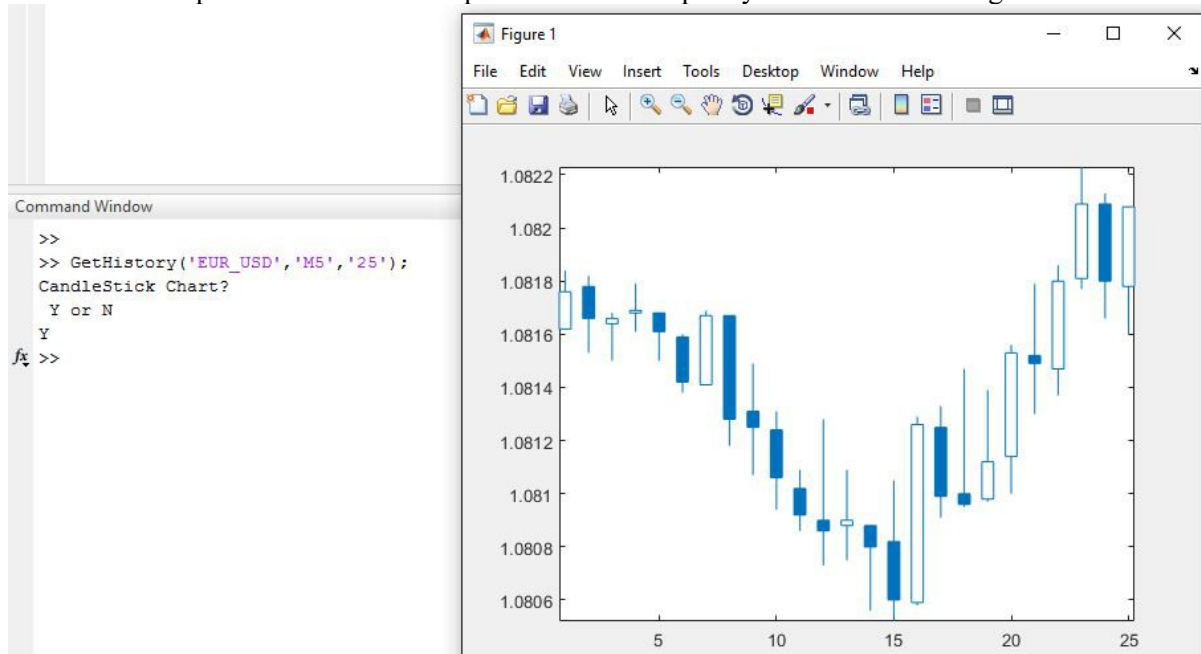 Figure 1
File Edit View Insert Tools Desktop Window Help
Command Window
>>
>> GetHistory('EUR_USD','M5','25');
CandleStick Chart?
Y or N
Y
fx >>
1.0822
1.082
1.0818
1.0816
1.0814
1.0812
1.081
1.0808
1.0806
5 10 15 20 25